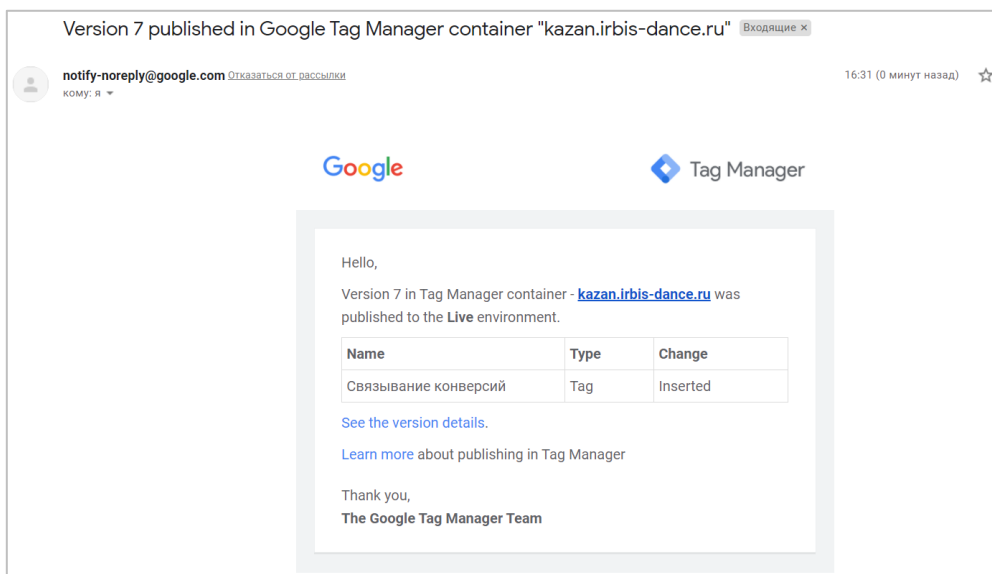 Version 7 published in Google Tag Manager container "kazan.irbis-dance.ru" Входящие ×
notify-noreply@google.com Отказаться от рассылки 16:31 (0 минут назад)
кому: я
Google Tag Manager
Hello,
Version 7 in Tag Manager container - kazan.irbis-dance.ru was
published to the Live environment.
Name Type Change
Связывание конверсий Tag Inserted
See the version details.
Learn more about publishing in Tag Manager
Thank you,
The Google Tag Manager Team